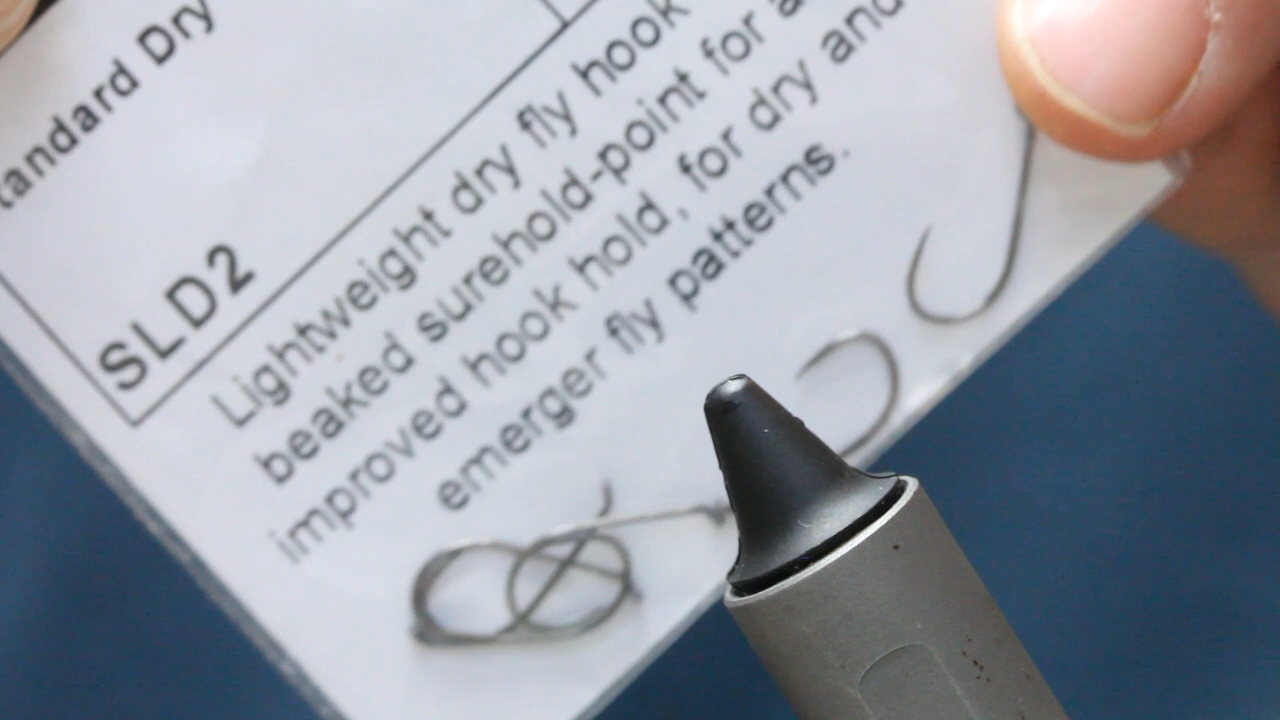 tandard Dry
SLD2
Lightweight dry fly hook
beaked surehold-point for a
improved hook hold, for dry and
emerger fly patterns.